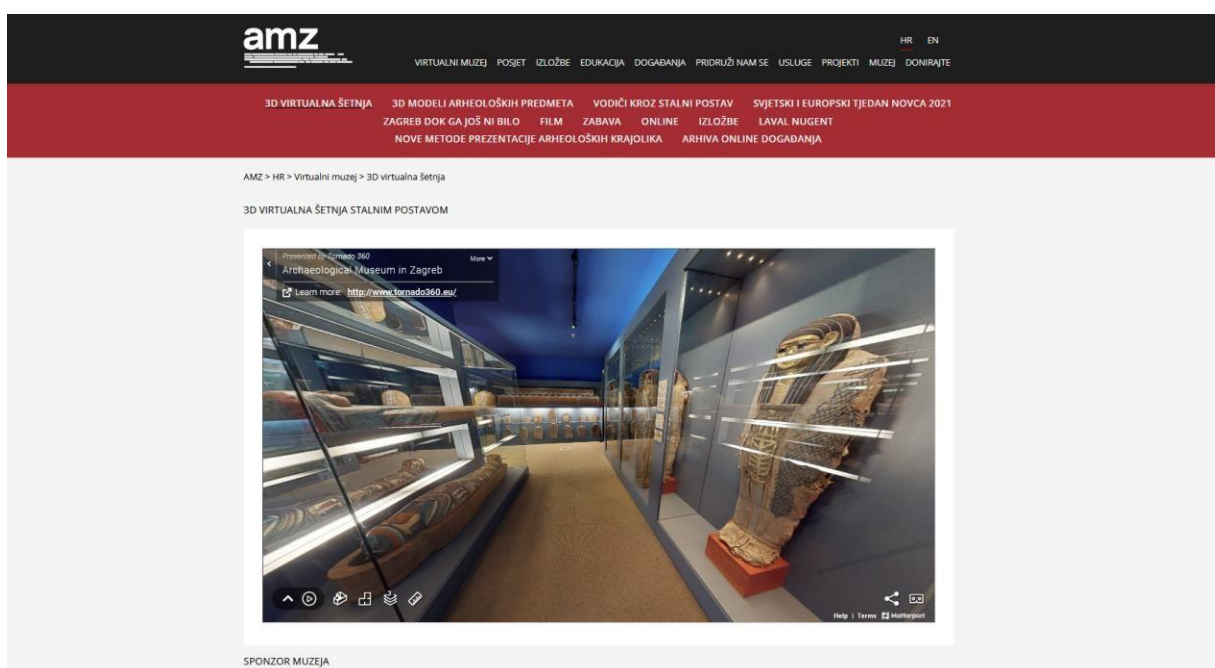 amz
HR EN
VIRTUALNI MUZEJ POSJET IZLOŽBE EDUKACIJA DOGAĐANJA PRIDRUŽI NAM SE USLUGE PROJEKTI MUZEJ DONIRAJTE
3D VIRTUALNA ŠETNJA 3D MODELI ARHEOLOŠKIH PREDMETA VODIČI KROZ STALNI POSTAV SVJETSKI I EUROPSKI TJEDAN NOVCA 2021
ZAGREB DOK GA JOŠ NI BILO FILM ZABAVA ONLINE IZLOŽBE LAVAL NUGENT
NOVE METODE PREZENTACIJE ARHEOLOŠKIH KRAJOLIKA ARHIVA ONLINE DOGAĐANJA
AMZ > HR > Virtualni muzej > 3D virtualna šetnja
3D VIRTUALNA ŠETNJA STALNIM POSTAVOM
Presented By Tornado 360 More
Archaeological Museum in Zagreb
Learn more: http://www.tornado360.eu/
3
Help | Terms Matterport
SPONZOR MUZEJA